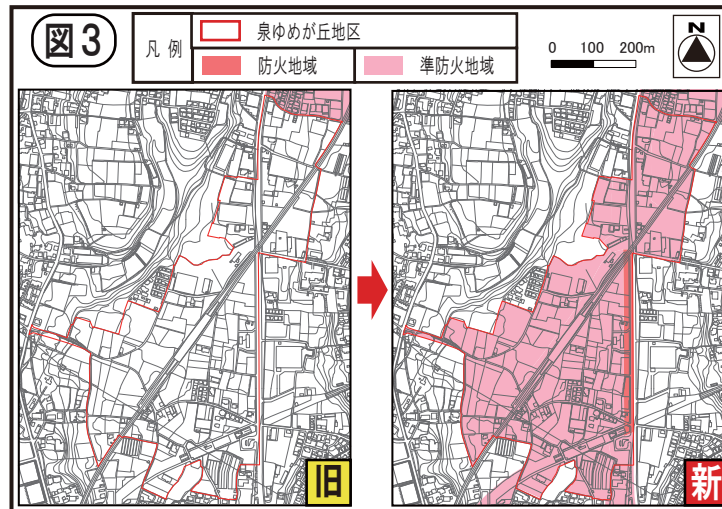 図3
凡 例
泉ゆめが丘地区
防火地域
準防火地域
0 100 200m
N
旧
新